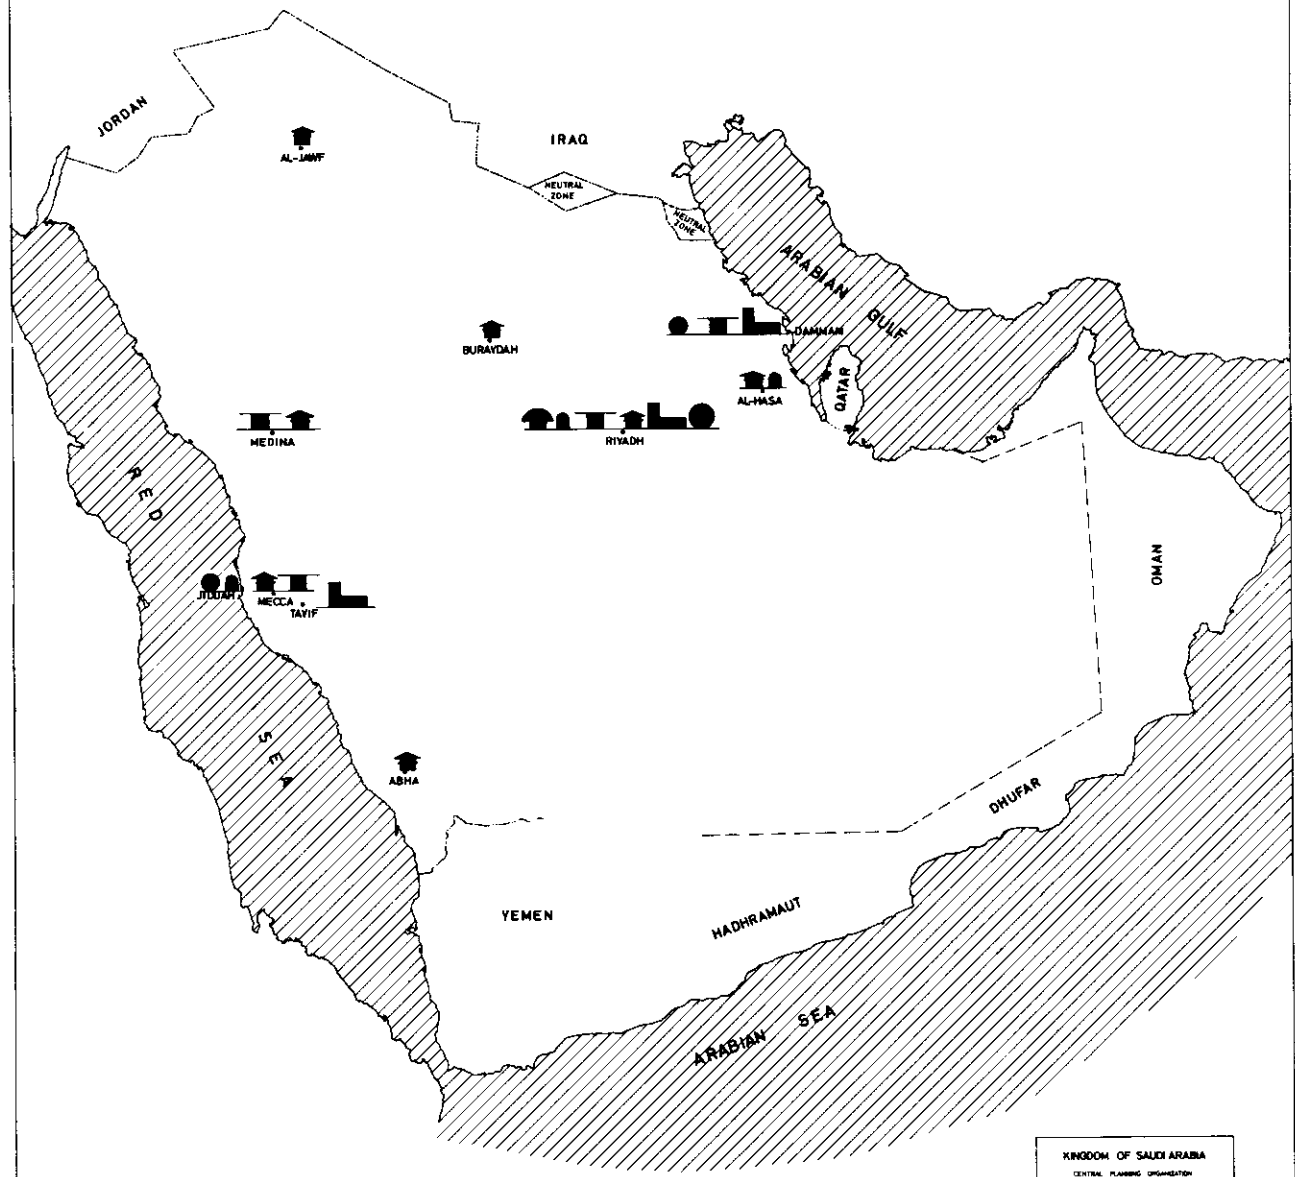 JORDAN
AL-JAWF
IRAQ
NEUTRAL
ZONE
NEUTRAL
ZONE
ARABIAN GULF
BURAYDAH
DAMMAM
AL-HASA
QATAR
MEDINA
RIYADH
RED SEA
JIDDAH
MECCA
TAYIF
OMAN
ABHA
DHUFAR
YEMEN
HADHRAMAUT
ARABIAN SEA
KINGDOM OF SAUDI ARABIA
CENTRAL PLANNING ORGANIZATION